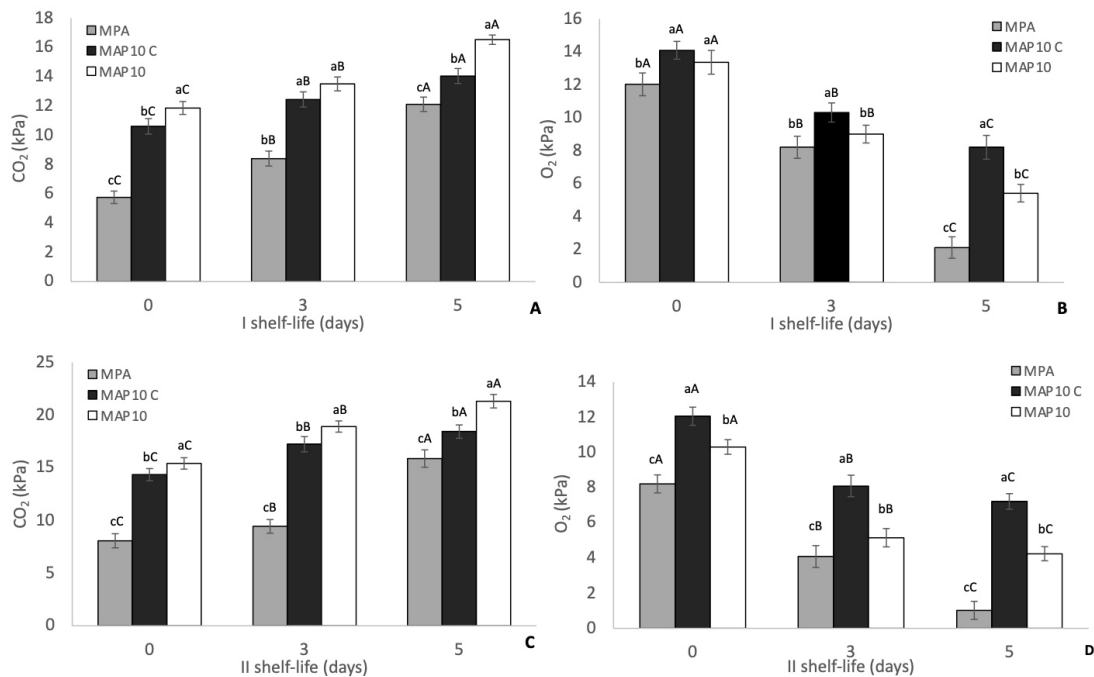 18
16
14
12
10
8
6
4
2
0
CO2 (kPa)
MPA
MAP10 C
MAP10
cC
bC
aC
bB
aB
aB
cA
bA
aA
0
3
5
I shelf-life (days)
A
16
14
12
10
8
6
4
2
0
O2 (kPa)
MPA
MAP10 C
MAP10
bA
aA
aA
bB
aB
bB
cC
aC
bC
0
3
5
I shelf-life (days)
B
25
20
15
10
5
0
CO2 (kPa)
MPA
MAP10 C
MAP10
cC
bC
aC
cB
bB
aB
cA
bA
aA
0
3
5
II shelf-life (days)
C
14
12
10
8
6
4
2
0
O2 (kPa)
MPA
MAP10 C
MAP10
cA
aA
bA
cB
aB
bB
cC
aC
bC
0
3
5
II shelf-life (days)
D